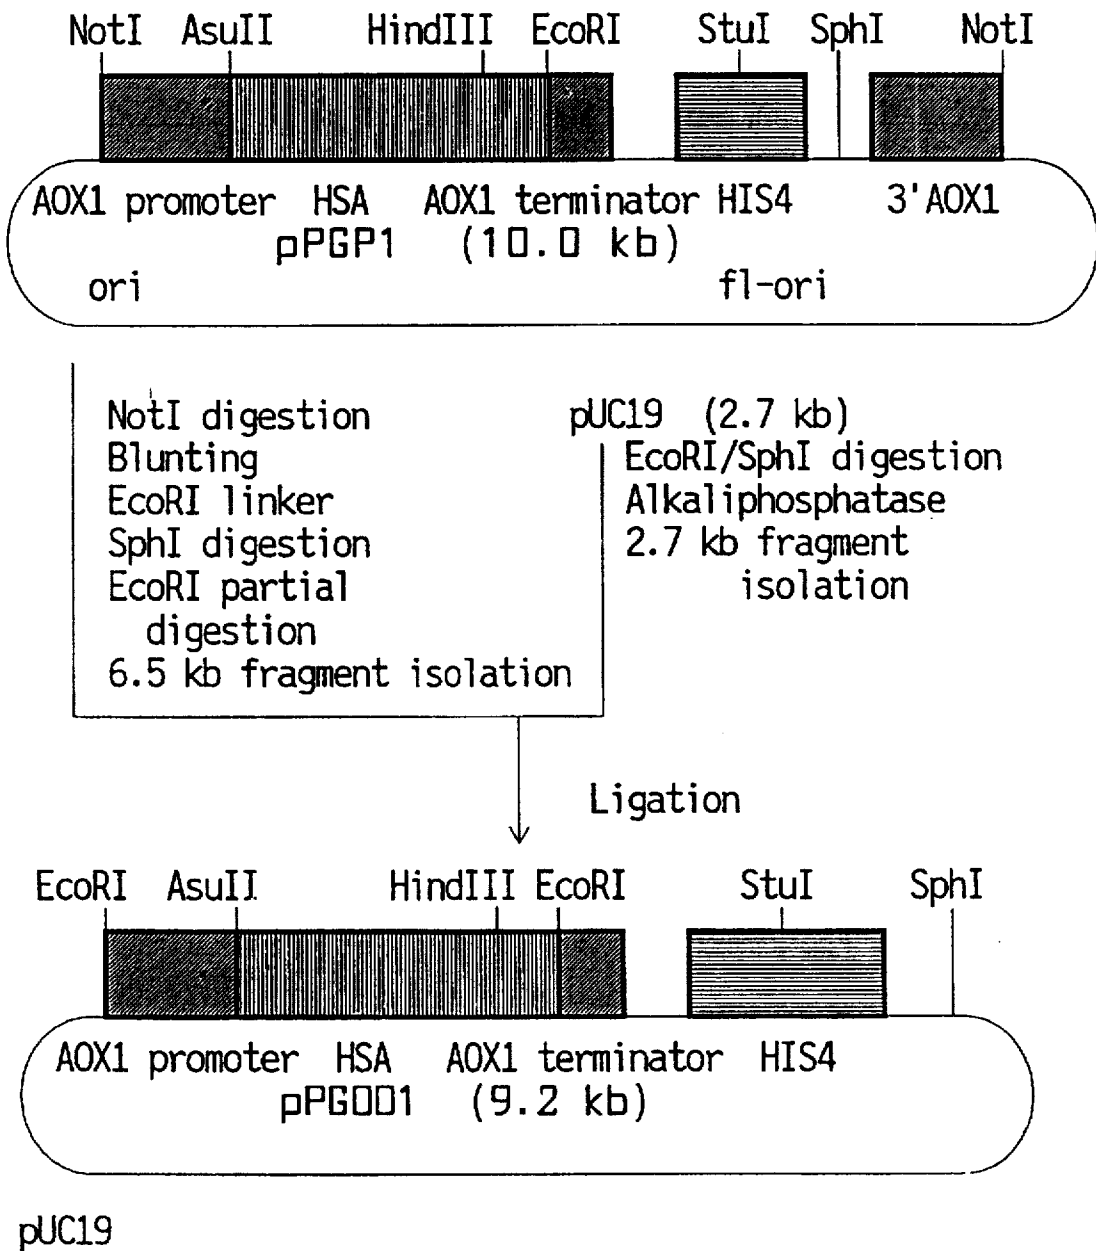 NotI AsuII HindIII EcoRI StuI SphI NotI
AOX1 promoter HSA AOX1 terminator HIS4 3'AOX1
pPGP1 (10.0 kb)
ori fl-ori
NotI digestion
Blunting
EcoRI linker
SphI digestion
EcoRI partial
digestion
6.5 kb fragment isolation
pUC19 (2.7 kb)
EcoRI/SphI digestion
Alkaliphosphatase
2.7 kb fragment
isolation
Ligation
EcoRI AsuII HindIII EcoRI StuI SphI
AOX1 promoter HSA AOX1 terminator HIS4
pPG001 (9.2 kb)
pUC19